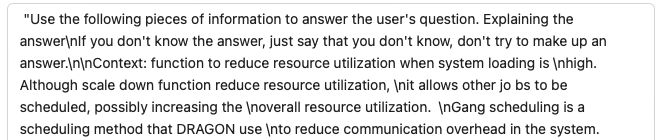 "Use the following pieces of information to answer the user's question. Explaining the
answer\nIf you don't know the answer, just say that you don't know, don't try to make up an
answer.\n\nContext: function to reduce resource utilization when system loading is \nhigh.
Although scale down function reduce resource utilization, \nit allows other jo bs to be
scheduled, possibly increasing the \noverall resource utilization.  \nGang scheduling is a
scheduling method that DRAGON use \nto reduce communication overhead in the system.